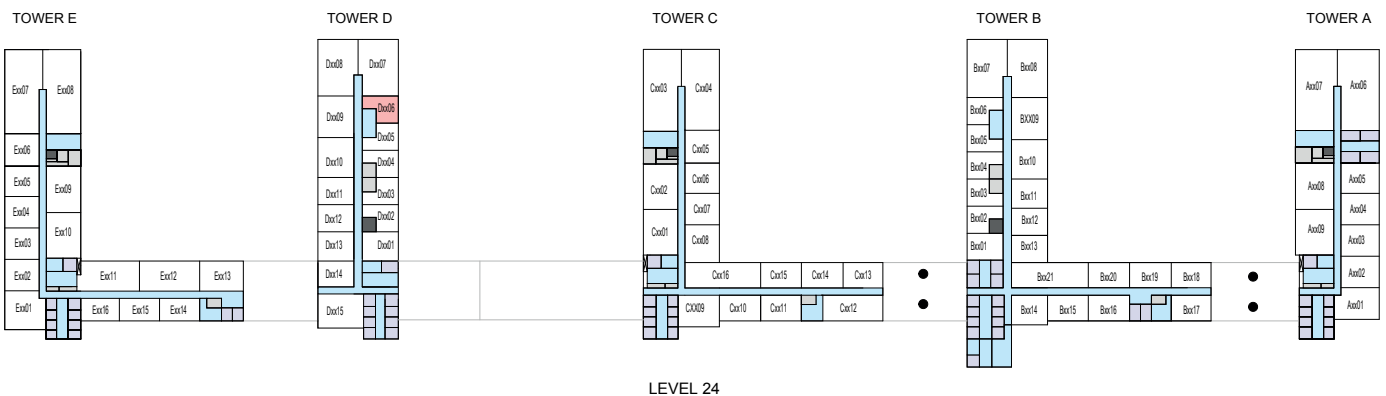 TOWER E
TOWER D
TOWER C
TOWER B
TOWER A
Exx07
Exx08
Exx06
Exx05
Exx09
Exx04
Exx03
Exx10
Exx02
Exx11
Exx12
Exx13
Exx01
Exx16
Exx15
Exx14
Dxx08
Dxx07
Dxx06
Dxx09
Dxx05
Dxx10
Dxx04
Dxx11
Dxx03
Dxx12
Dxx02
Dxx13
Dxx01
Dxx14
Dxx15
Cxx03
Cxx04
Cxx05
Cxx02
Cxx06
Cxx07
Cxx01
Cxx08
Cxx16
Cxx15
Cxx14
Cxx13
CXX09
Cxx10
Cxx11
Cxx12
Bxx07
Bxx08
Bxx06
BXX09
Bxx05
Bxx04
Bxx10
Bxx03
Bxx11
Bxx02
Bxx12
Bxx01
Bxx13
Bxx21
Bxx20
Bxx19
Bxx18
Bxx14
Bxx15
Bxx16
Bxx17
Axx07
Axx06
Axx08
Axx05
Axx04
Axx09
Axx03
Axx02
Axx01
LEVEL 24